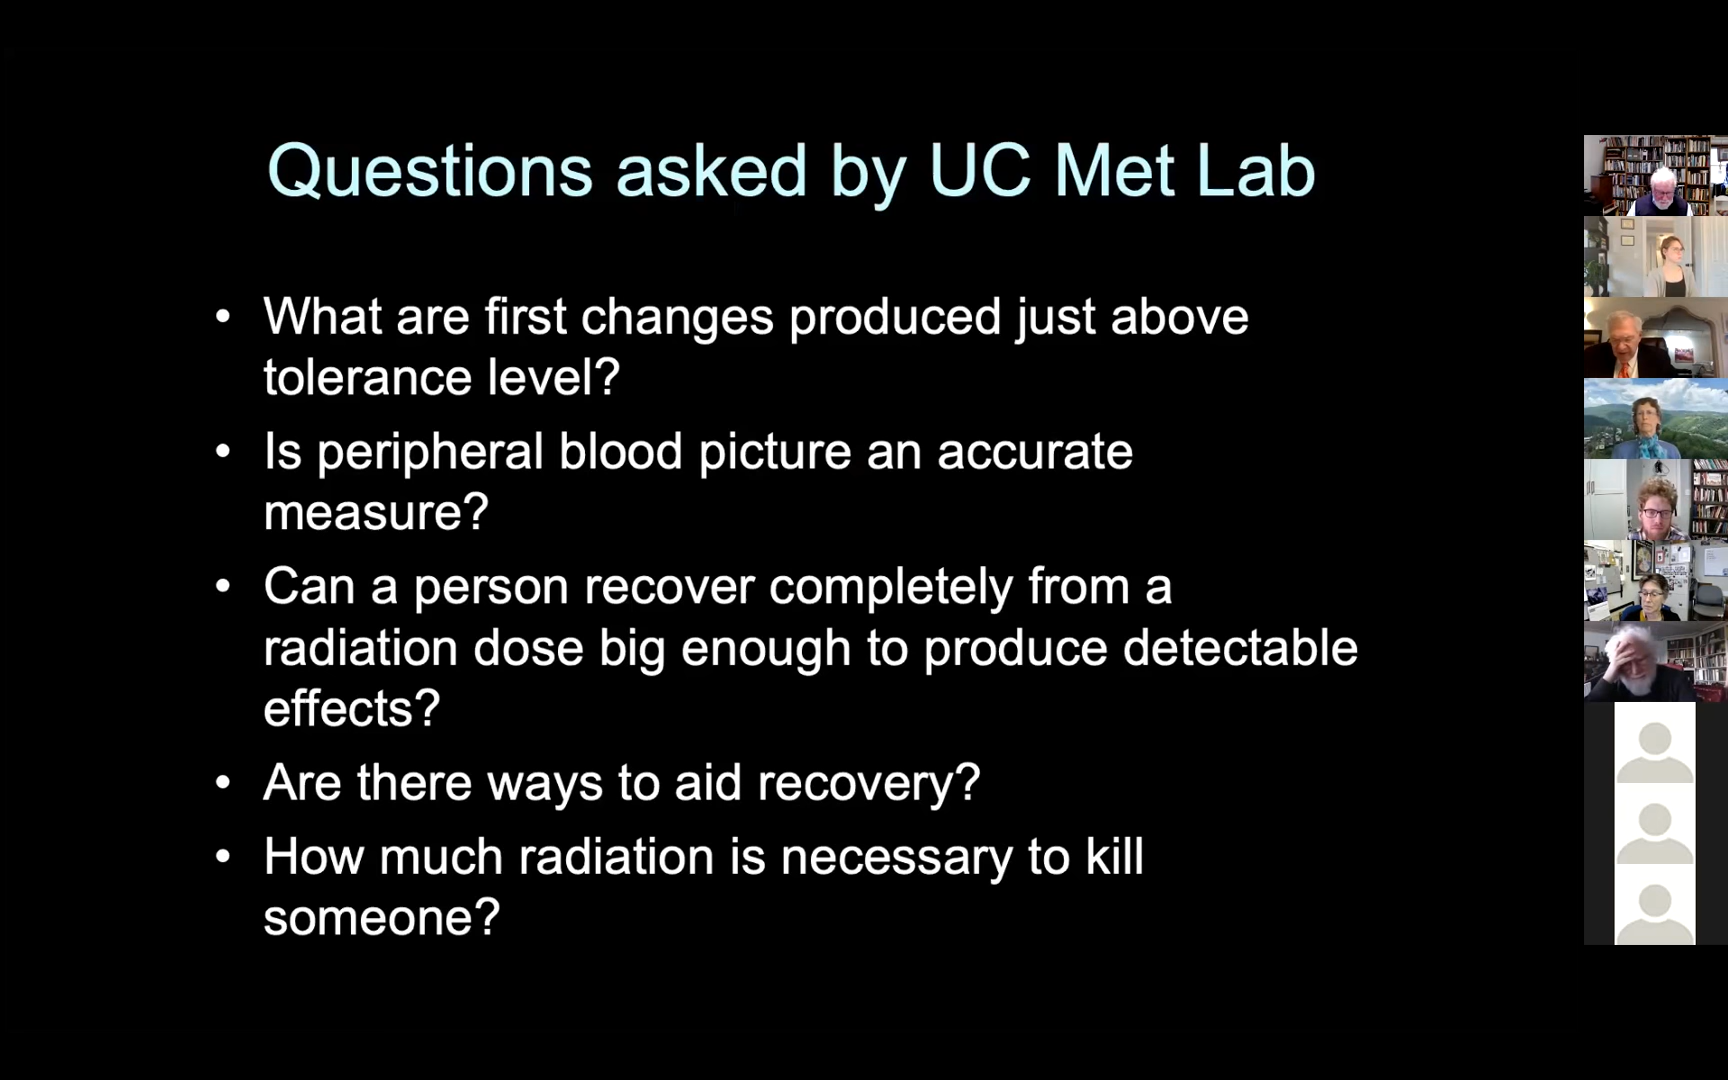 Questions asked by UC Met Lab
• What are first changes produced just above
tolerance level?
• Is peripheral blood picture an accurate
measure?
• Can a person recover completely from a
radiation dose big enough to produce detectable
effects?
• Are there ways to aid recovery?
• How much radiation is necessary to kill
someone?